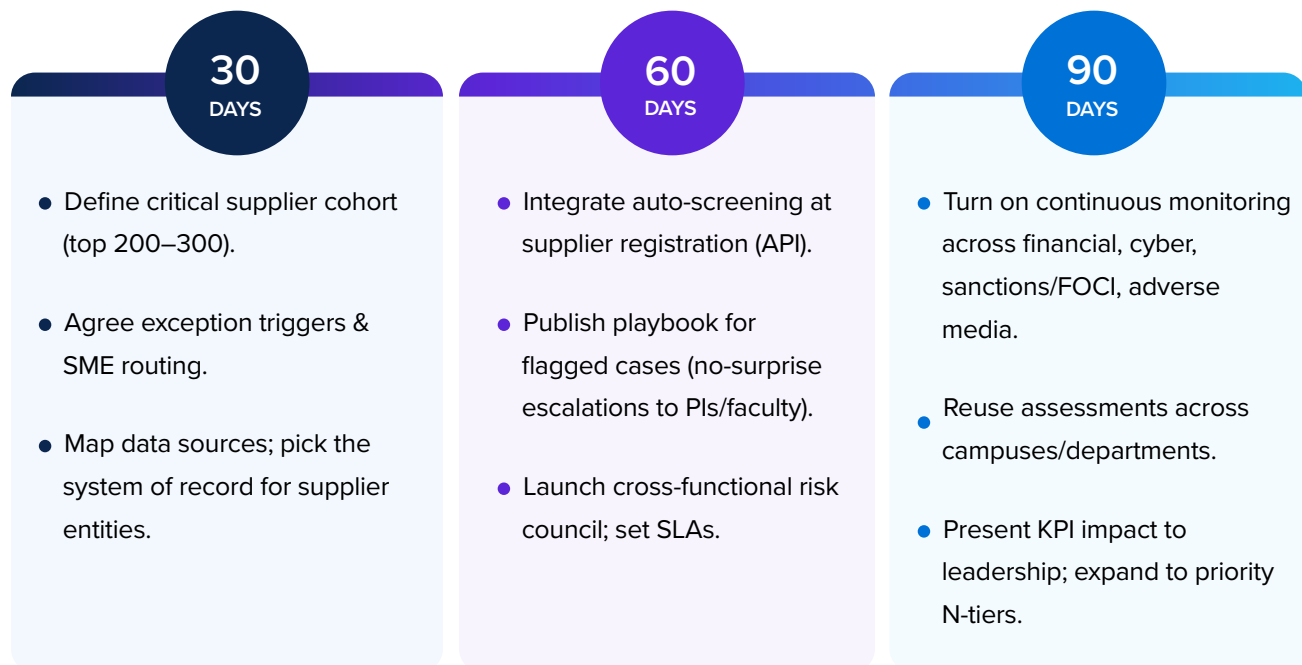 30
DAYS
• Define critical supplier cohort
(top 200–300).
• Agree exception triggers &
SME routing.
• Map data sources; pick the
system of record for supplier
entities.
60
DAYS
• Integrate auto-screening at
supplier registration (API).
• Publish playbook for
flagged cases (no-surprise
escalations to PIs/faculty).
• Launch cross-functional risk
council; set SLAs.
90
DAYS
• Turn on continuous monitoring
across financial, cyber,
sanctions/FOCI, adverse
media.
• Reuse assessments across
campuses/departments.
• Present KPI impact to
leadership; expand to priority
N-tiers.